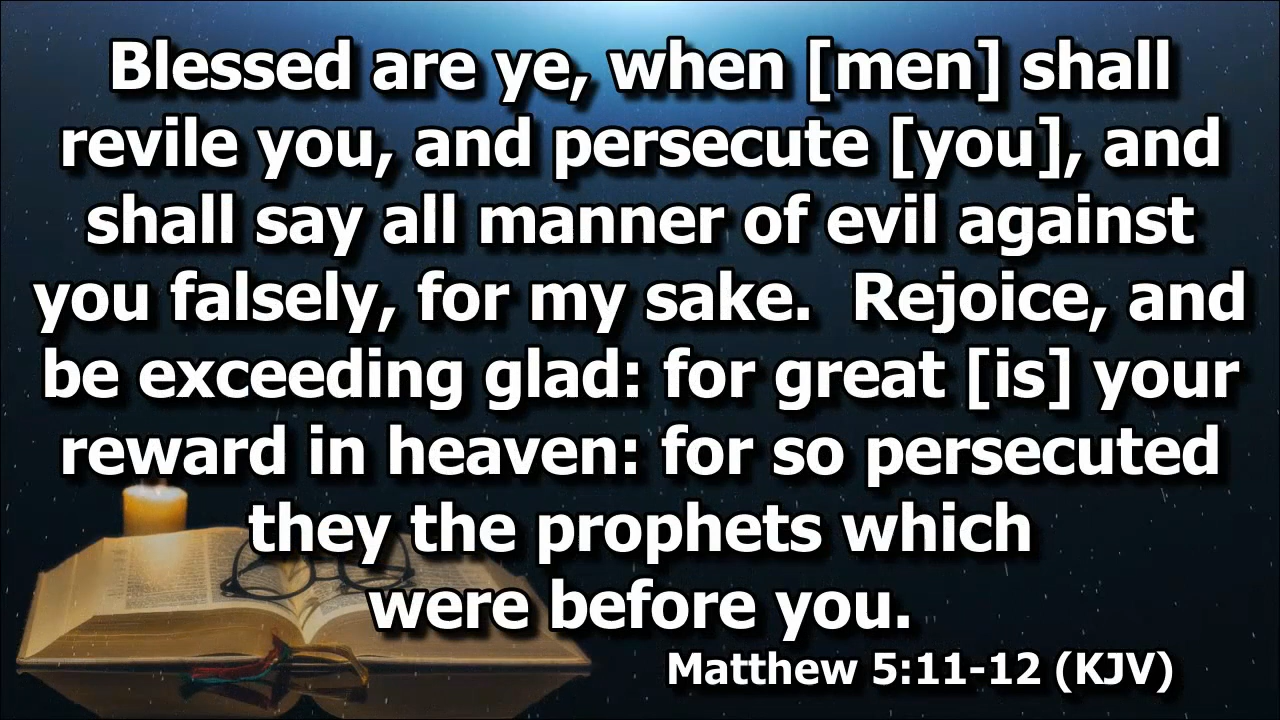 Blessed are ye, when [men] shall
revile you, and persecute [you], and
shall say all manner of evil against
you falsely, for my sake.  Rejoice, and
be exceeding glad: for great [is] your
reward in heaven: for so persecuted
they the prophets which
were before you.
Matthew 5:11-12 (KJV)